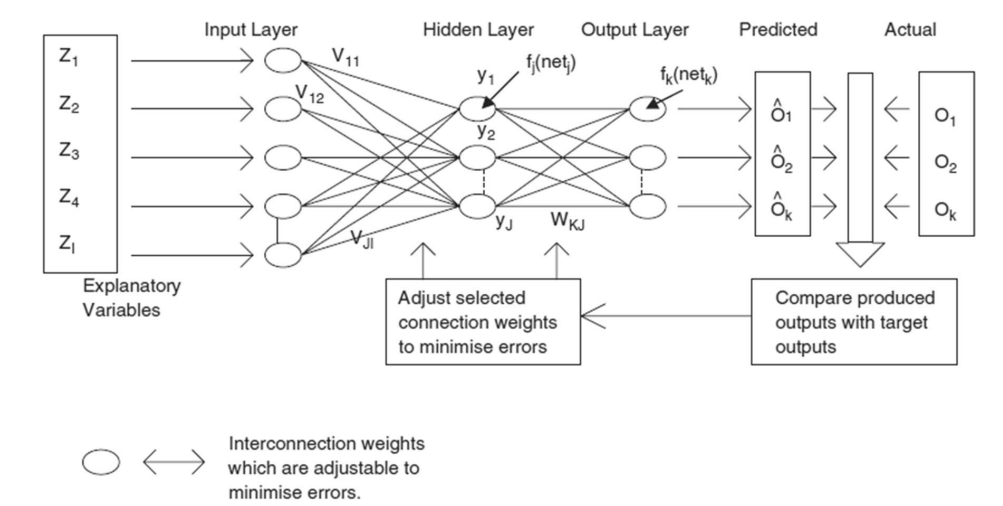 Input Layer
Hidden Layer
Output Layer
Predicted
Actual
Z1
Z2
Z3
Z4
ZI
Explanatory
Variables
V11
V12
VJI
y1
fj(netj)
y2
yJ
WKJ
fk(netk)
Ô1
Ô2
Ôk
O1
O2
Ok
Adjust selected
connection weights
to minimise errors
Compare produced
outputs with target
outputs
Interconnection weights
which are adjustable to
minimise errors.